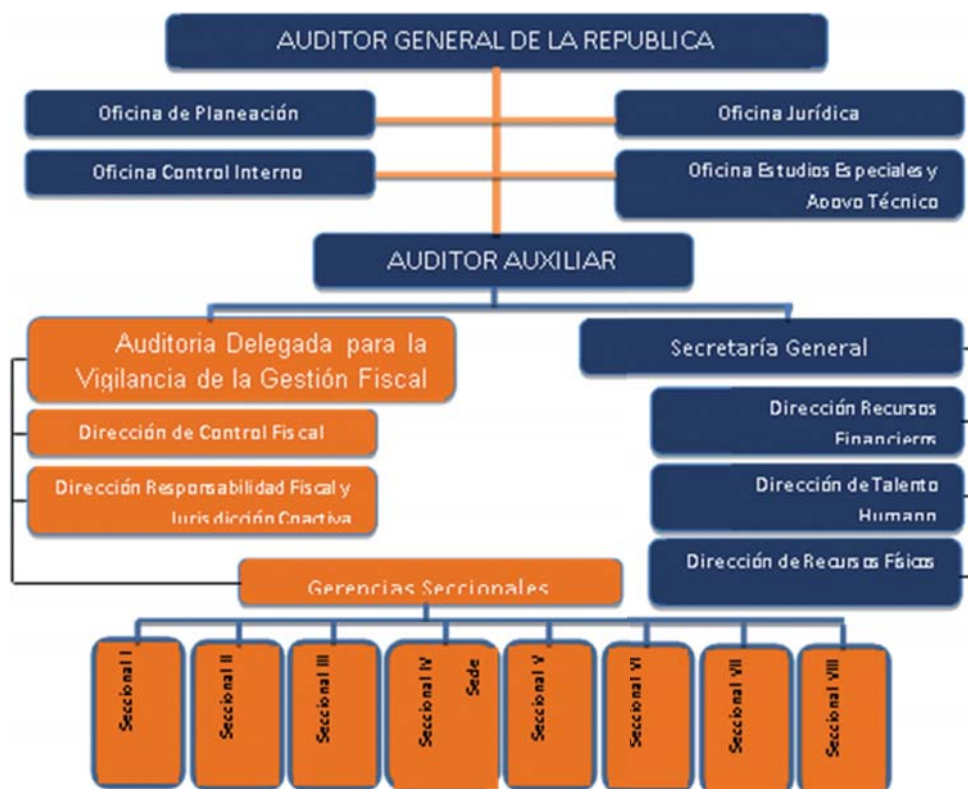 AUDITOR GENERAL DE LA REPUBLICA
Oficina de Planeación
Oficina Jurídica
Oficina Control Interno
Oficina Estudios Especiales y
Apoyo Técnico
AUDITOR AUXILIAR
Auditoria Delegada para la
Vigilancia de la Gestión Fiscal
Secretaría General
Dirección de Control Fiscal
Dirección Responsabilidad Fiscal y
Jurisdicción Coactiva
Dirección Recursos
Financieros
Dirección de Talento
Humano
Dirección de Recursos Físicos
Gerencias Seccionales
Seccional I
Seccional II
Seccional III
Seccional IV
Sede
Seccional V
Seccional VI
Seccional VII
Seccional VIII